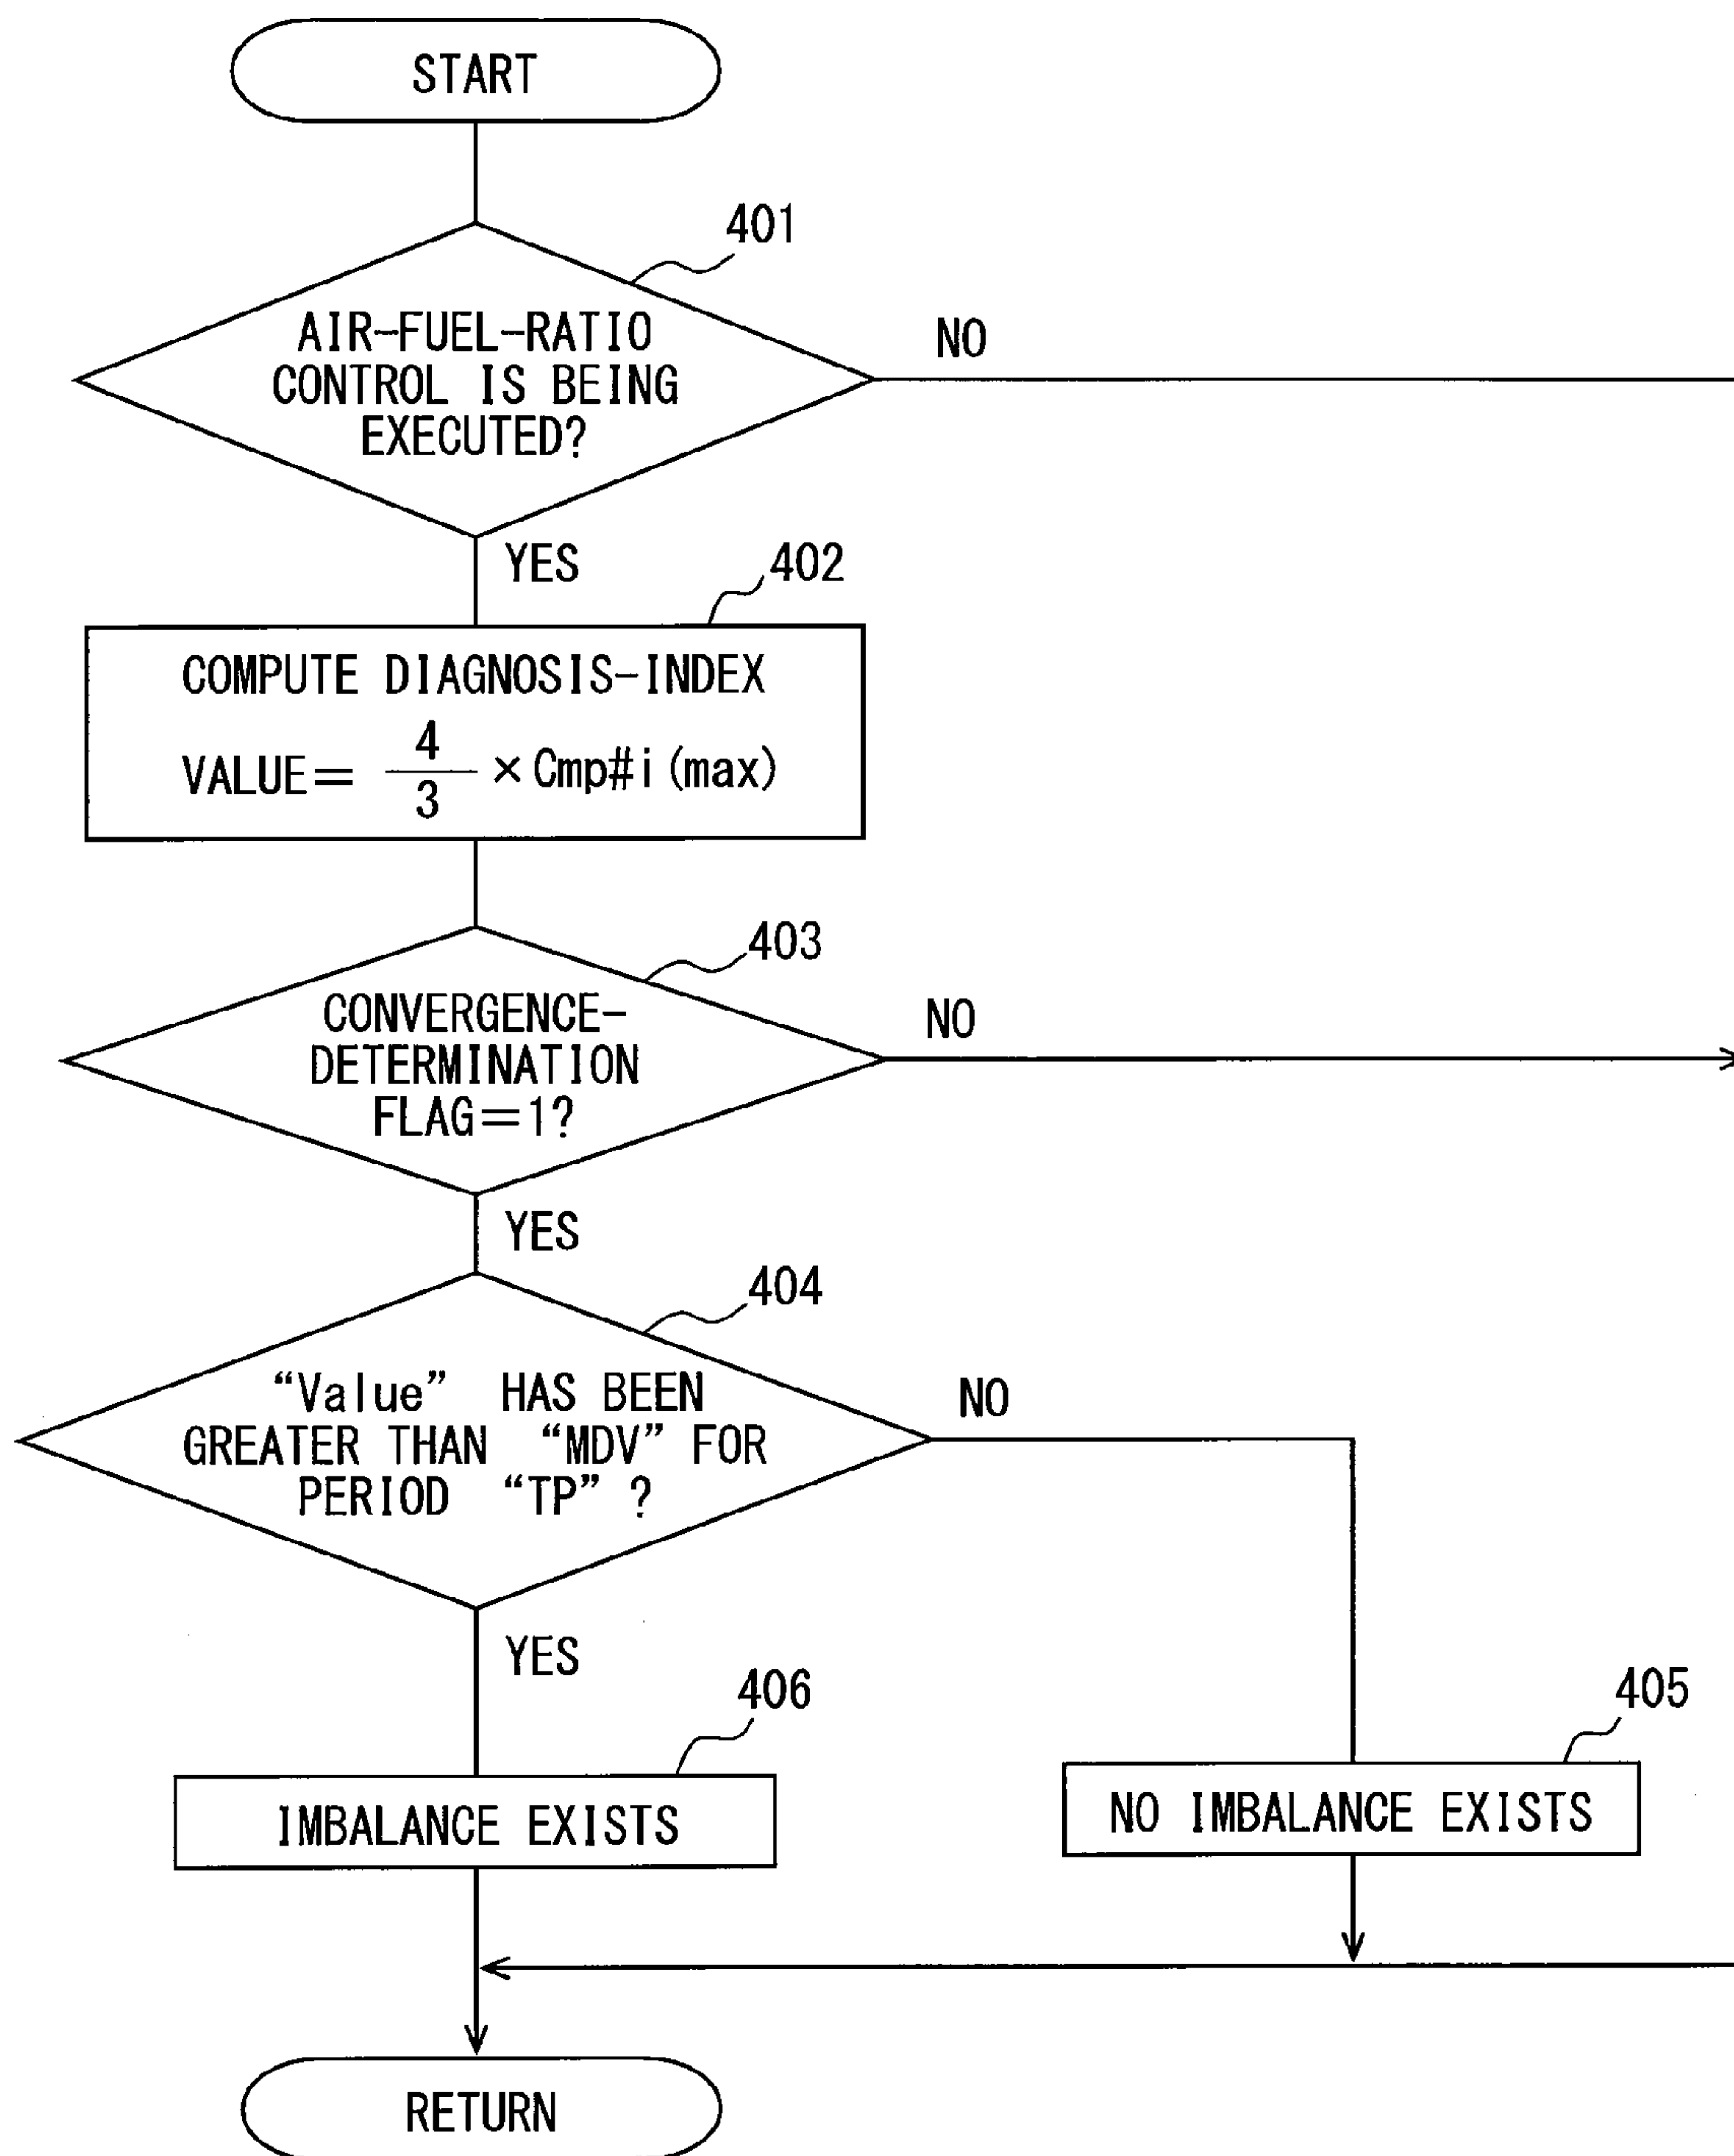 START
401
AIR-FUEL-RATIO
CONTROL IS BEING
EXECUTED?
NO
YES
402
COMPUTE DIAGNOSIS-INDEX
VALUE= 4/3 ×Cmp#i(max)
403
CONVERGENCE-
DETERMINATION
FLAG=1?
NO
YES
404
“Value” HAS BEEN
GREATER THAN “MDV” FOR
PERIOD “TP” ?
NO
YES
406
IMBALANCE EXISTS
405
NO IMBALANCE EXISTS
RETURN